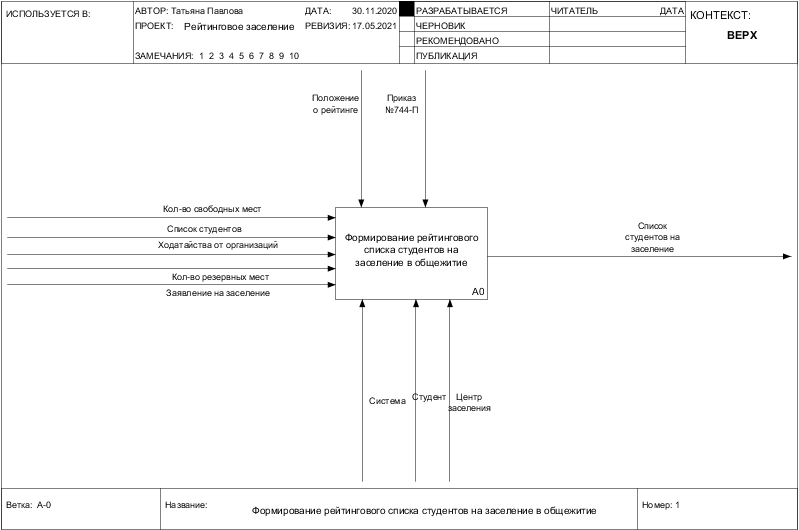 ИСПОЛЬЗУЕТСЯ В:
АВТОР: Татьяна Павлова
ДАТА: 30.11.2020
ПРОЕКТ: Рейтинговое заселение
РЕВИЗИЯ: 17.05.2021
ЗАМЕЧАНИЯ: 1 2 3 4 5 6 7 8 9 10
РАЗРАБАТЫВАЕТСЯ
ЧЕРНОВИК
РЕКОМЕНДОВАНО
ПУБЛИКАЦИЯ
ЧИТАТЕЛЬ ДАТА
КОНТЕКСТ:
ВЕРХ
Положение
о рейтинге
Приказ
№744-П
Кол-во свободных мест
Список студентов
Ходатайства от организаций
Кол-во резервных мест
Заявление на заселение
Формирование рейтингового
списка студентов на
заселение в общежитие
А0
Список
студентов на
заселение
Система
Студент
Центр
заселения
Ветка: А-0
Название:
Формирование рейтингового списка студентов на заселение в общежитие
Номер: 1